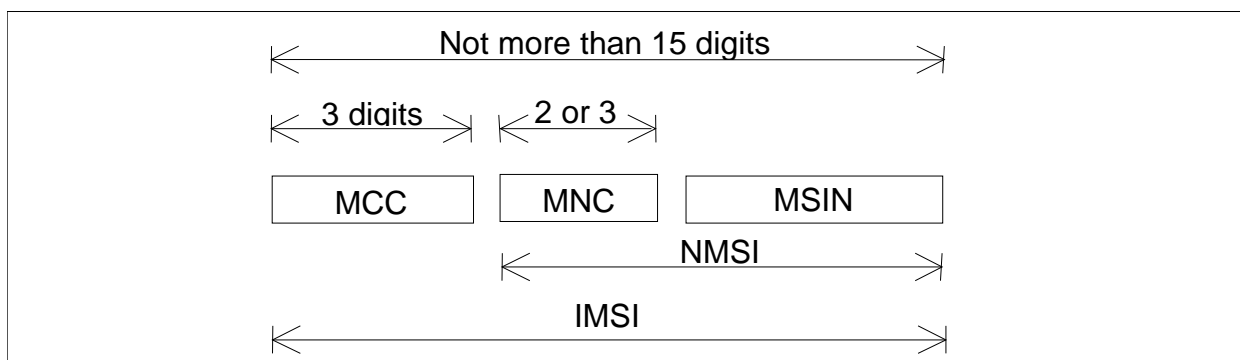 Not more than 15 digits
3 digits
2 or 3
MCC
MNC
MSIN
NMSI
IMSI